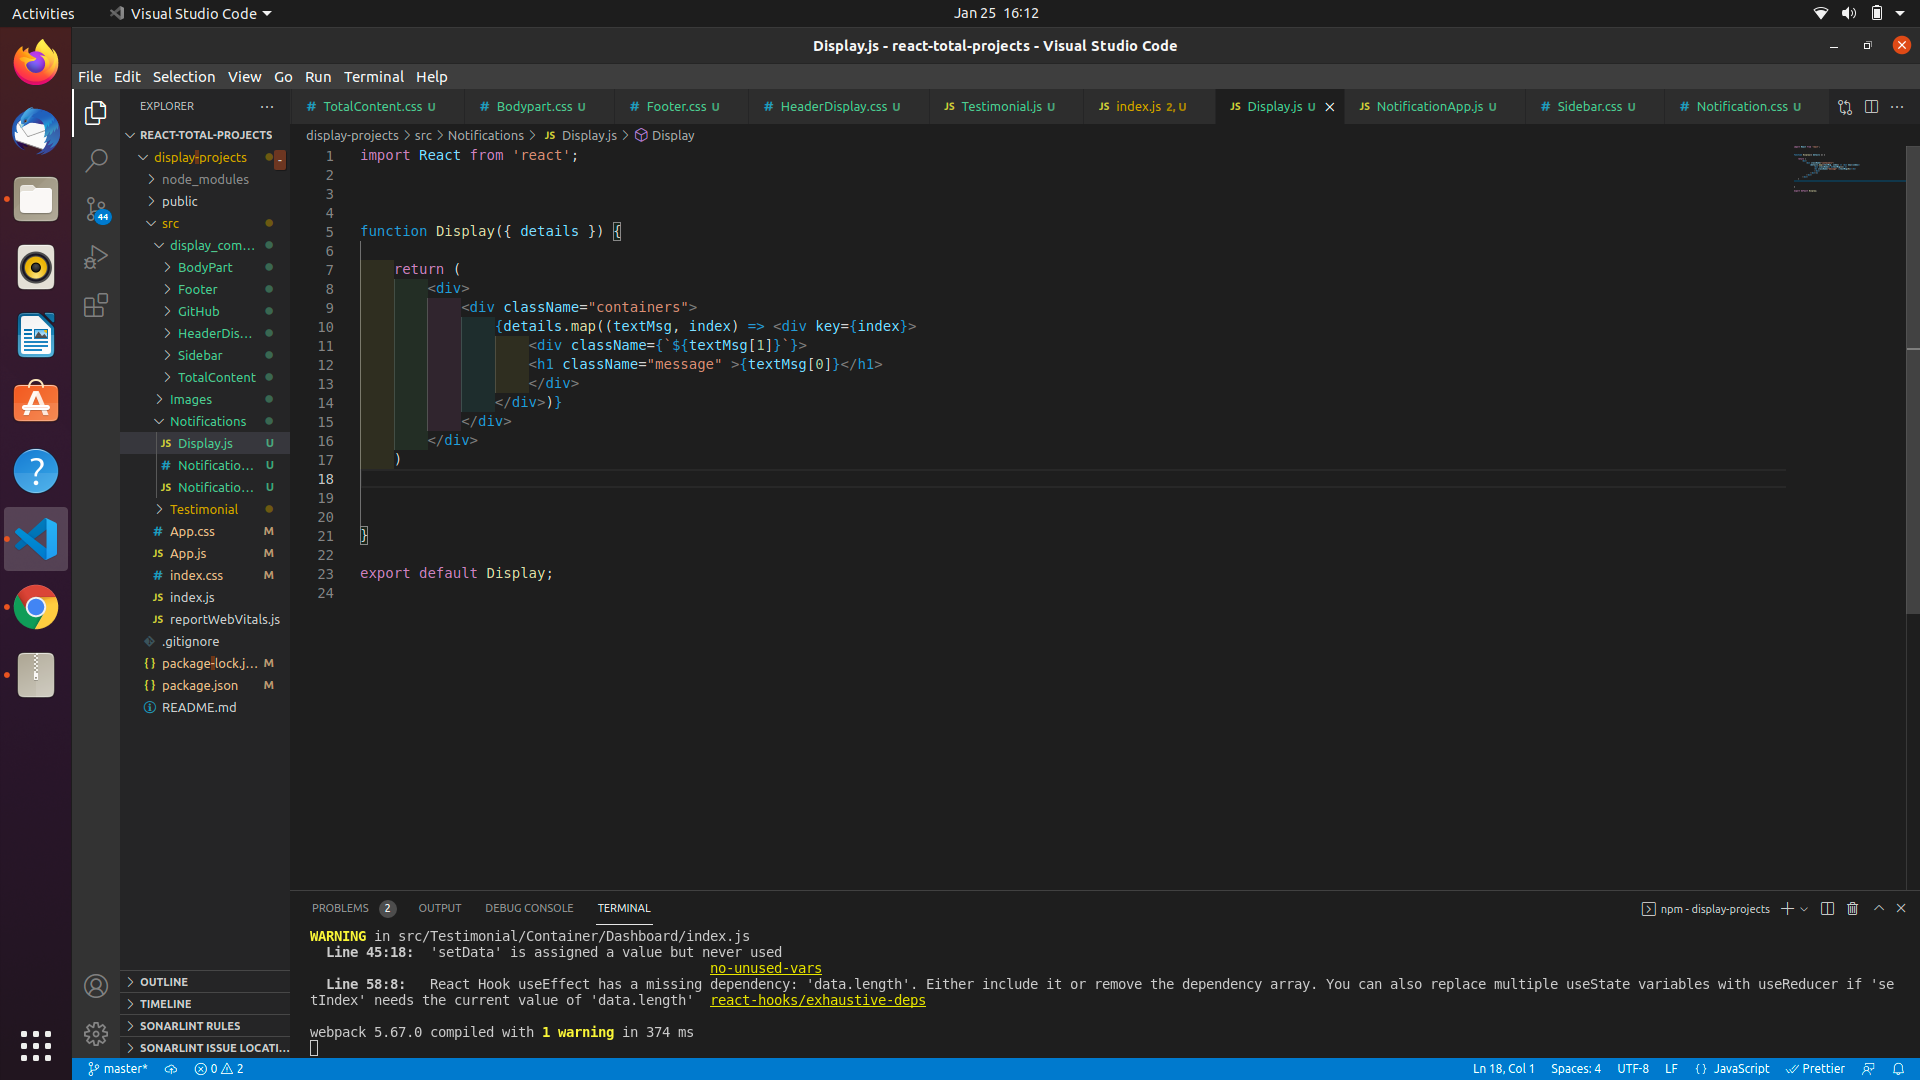 Activities
Visual Studio Code
Jan 25 16:12
Display.js - react-total-projects - Visual Studio Code
File Edit Selection View Go Run Terminal Help
EXPLORER
TotalContent.css U
Bodypart.css U
Footer.css U
HeaderDisplay.css U
Testimonial.js U
index.js 2, U
Display.js U
NotificationApp.js U
Sidebar.css U
Notification.css U
REACT-TOTAL-PROJECTS
display-projects
node_modules
public
src
display_com...
BodyPart
Footer
GitHub
HeaderDis...
Sidebar
TotalContent
Images
Notifications
Display.js U
Notificatio... U
Notificatio... U
Testimonial
App.css M
App.js M
index.css M
index.js
reportWebVitals.js
.gitignore
package-lock.j... M
package.json M
README.md
OUTLINE
TIMELINE
SONARLINT RULES
SONARLINT ISSUE LOCATI...
44
display-projects > src > Notifications > JS Display.js > Display
1 import React from 'react';
2
3
4
5 function Display({ details }) {
6
7 return (
8 <div>
9 <div className="containers">
10 {details.map((textMsg, index) => <div key={index}>
11 <div className={`${textMsg[1]}`}>
12 <h1 className="message" >{textMsg[0]}</h1>
13 </div>
14 </div>)}
15 </div>
16 </div>
17 )
18
19
20
21 }
22
23 export default Display;
24
PROBLEMS 2 OUTPUT DEBUG CONSOLE TERMINAL
npm - display-projects
WARNING in src/Testimonial/Container/Dashboard/index.js
Line 45:18: 'setData' is assigned a value but never used
no-unused-vars
Line 58:8: React Hook useEffect has a missing dependency: 'data.length'. Either include it or remove the dependency array. You can also replace multiple useState variables with useReducer if 'se
tIndex' needs the current value of 'data.length' react-hooks/exhaustive-deps
webpack 5.67.0 compiled with 1 warning in 374 ms
master* 0 2
Ln 18, Col 1 Spaces: 4 UTF-8 LF {} JavaScript Prettier